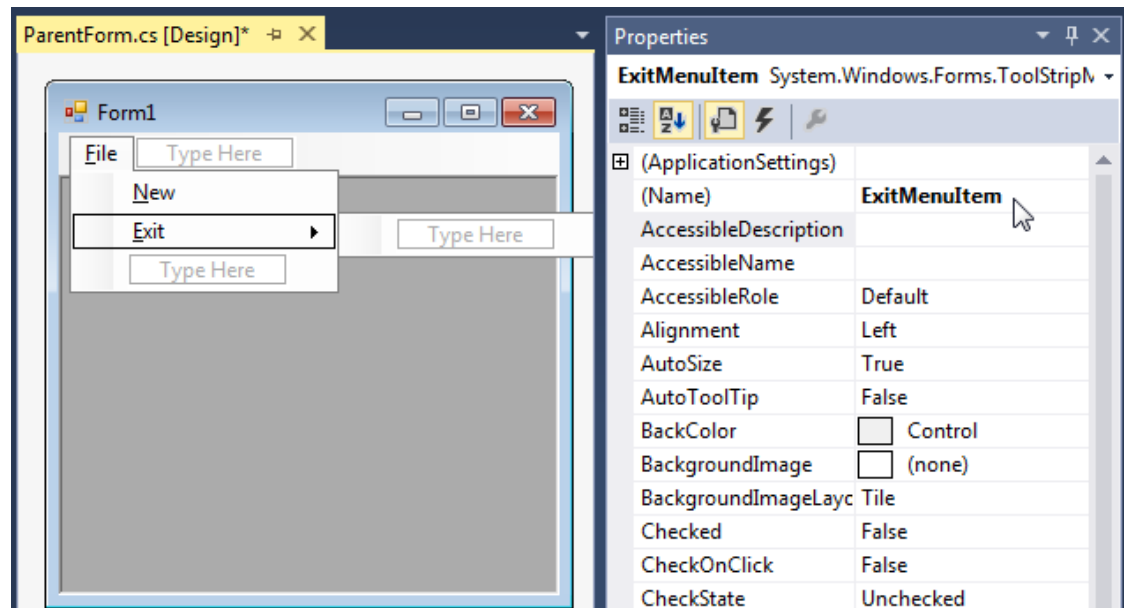 ParentForm.cs [Design]*
Form1
File Type Here
New
Exit Type Here
Type Here
Properties
ExitMenuItem System.Windows.Forms.ToolStripM
(ApplicationSettings)
(Name) ExitMenuItem
AccessibleDescription
AccessibleName
AccessibleRole Default
Alignment Left
AutoSize True
AutoToolTip False
BackColor Control
BackgroundImage (none)
BackgroundImageLayc Tile
Checked False
CheckOnClick False
CheckState Unchecked